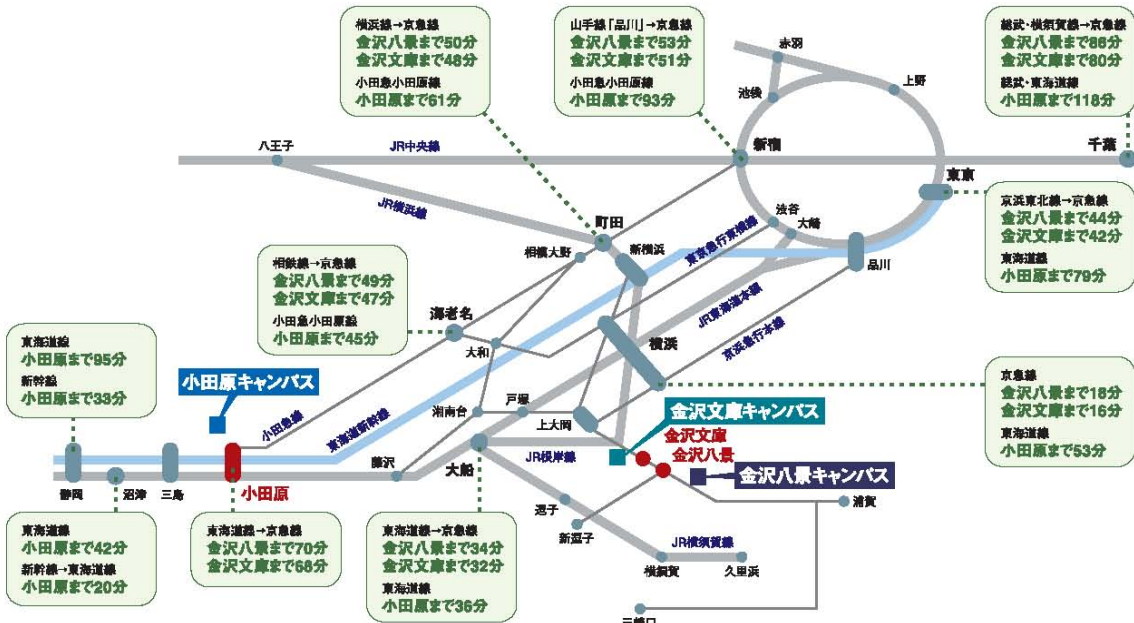 横浜線→京急線
金沢八景まで50分
金沢文庫まで48分
小田急小田原線
小田原まで61分
山手線「品川」→京急線
金沢八景まで53分
金沢文庫まで51分
小田急小田原線
小田原まで93分
総武・横須賀線→京急線
金沢八景まで86分
金沢文庫まで80分
総武・東海道線
小田原まで118分
赤羽
池袋
上野
八王子
JR中央線
新宿
千葉
東京
JR横浜線
町田
渋谷
大崎
京浜東北線→京急線
金沢八景まで44分
金沢文庫まで42分
東海道線
小田原まで79分
相模大野
新横浜
東京急行東横線
品川
相鉄線→京急線
金沢八景まで49分
金沢文庫まで47分
小田急小田原線
小田原まで45分
海老名
大和
JR東海道本線
京浜急行本線
横浜
東海道線
小田原まで95分
新幹線
小田原まで33分
小田原キャンパス
小田急線
東海道新幹線
湘南台
戸塚
上大岡
金沢文庫キャンパス
金沢文庫
金沢八景
金沢八景キャンパス
京急線
金沢八景まで18分
金沢文庫まで16分
東海道線
小田原まで53分
藤沢
大船
JR根岸線
静岡
沼津
三島
小田原
逗子
新逗子
浦賀
JR横須賀線
横須賀
久里浜
三崎口
東海道線
小田原まで42分
新幹線→東海道線
小田原まで20分
東海道線→京急線
金沢八景まで70分
金沢文庫まで68分
東海道線→京急線
金沢八景まで34分
金沢文庫まで32分
東海道線
小田原まで36分